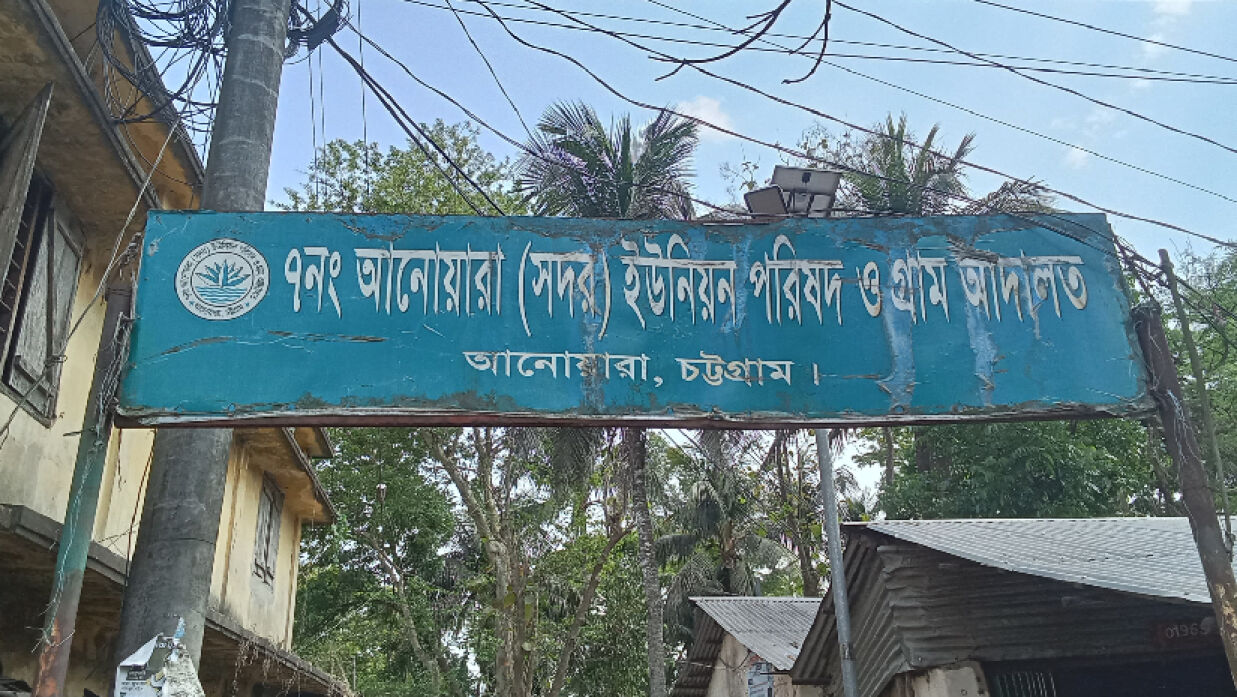 ৭নং আনোয়ারা (সদর) ইউনিয়ন পরিষদ ও গ্রাম আদালত
আনোয়ারা, চট্টগ্রাম ।